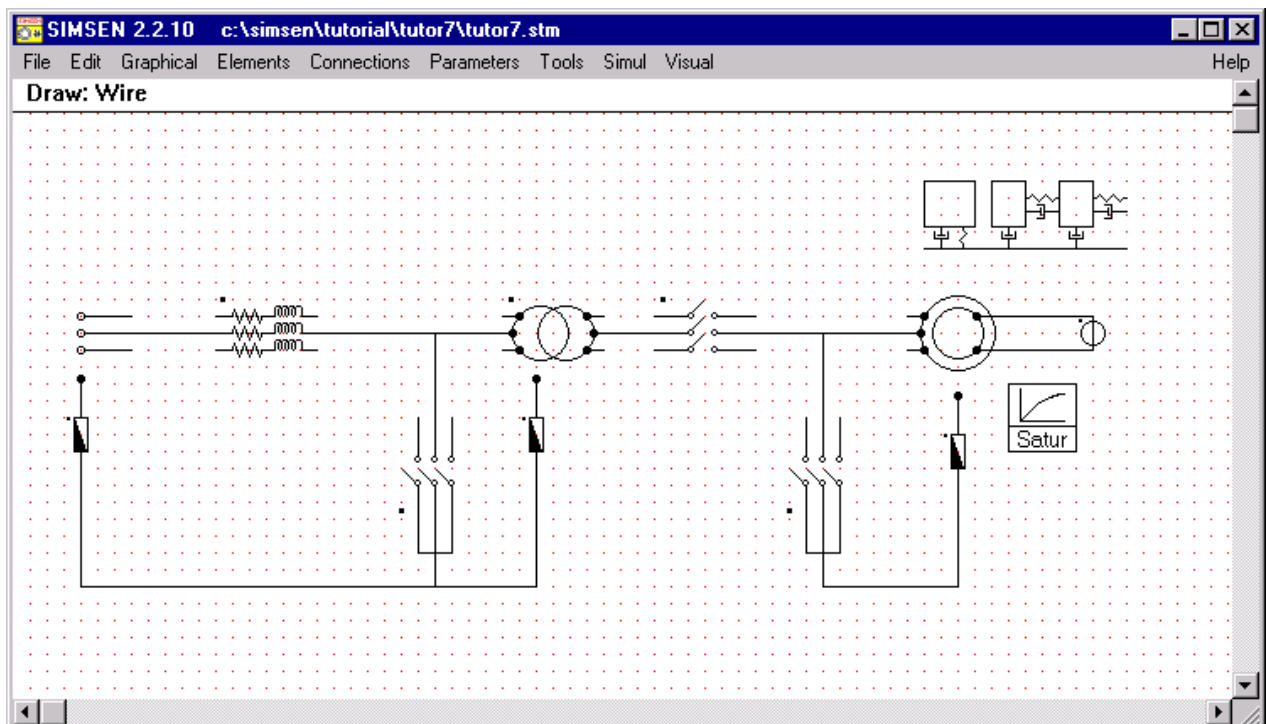 SIMSEN 2.2.10 c:\simsen\tutorial\tutor7\tutor7.stm
File Edit Graphical Elements Connections Parameters Tools Simul Visual Help
Draw: Wire
Satur